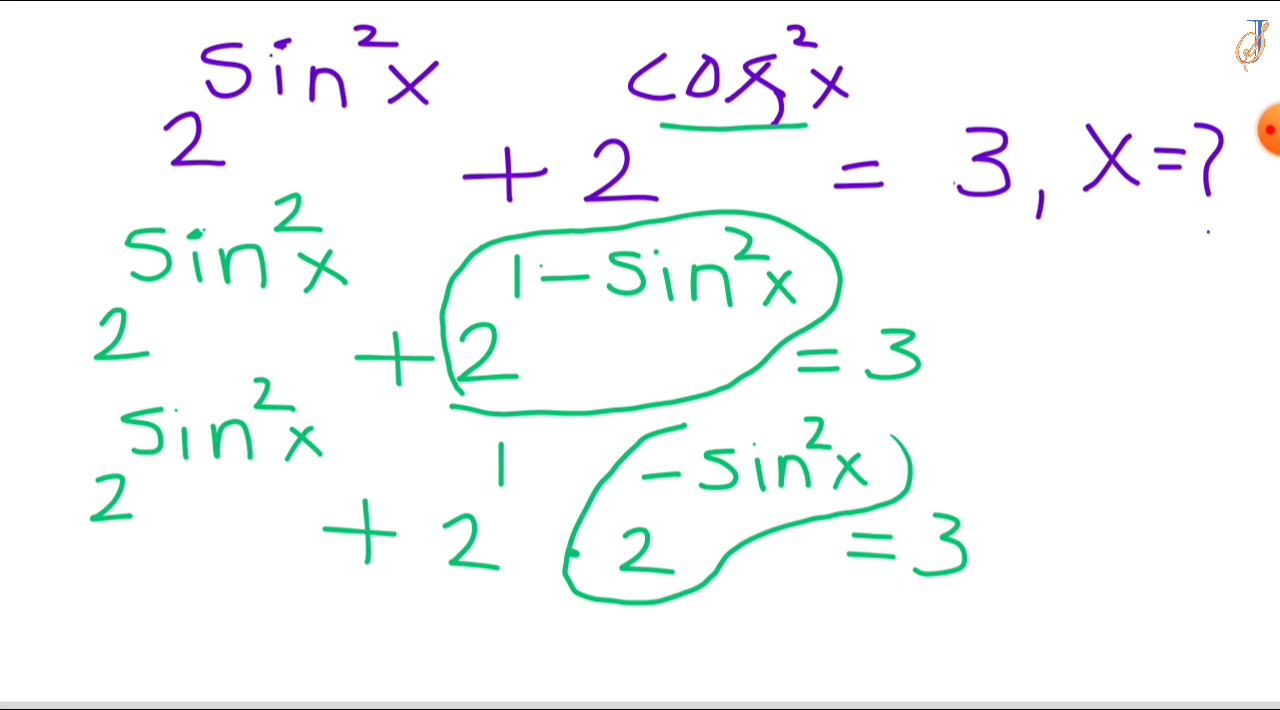 2^{sin^2 x} + 2^{cos^2 x} = 3, x=?
2^{sin^2 x} + 2^{1-sin^2 x} = 3
2^{sin^2 x} + 2^1 · 2^{-sin^2 x} = 3